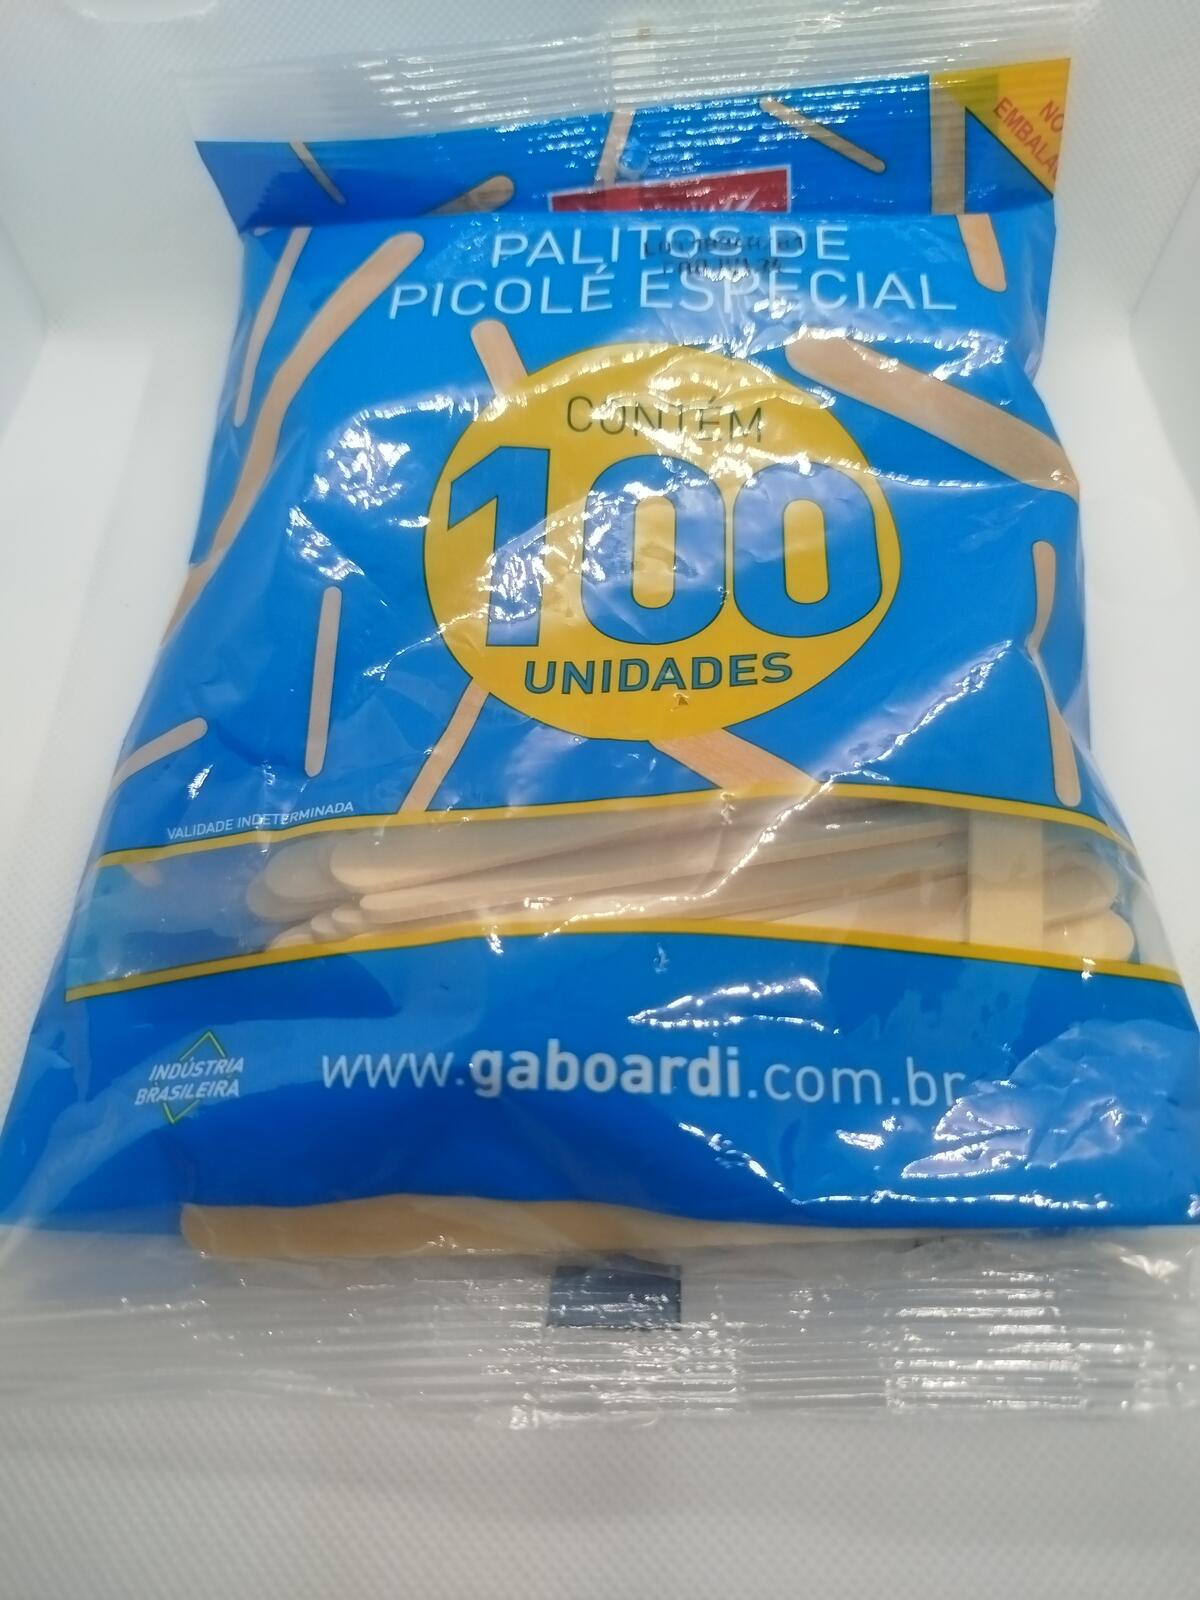 PALITOS DE
PICOLÉ ESPECIAL
CONTÉM
100
UNIDADES
VALIDADE INDETERMINADA
INDÚSTRIA
BRASILEIRA
www.gaboardi.com.br